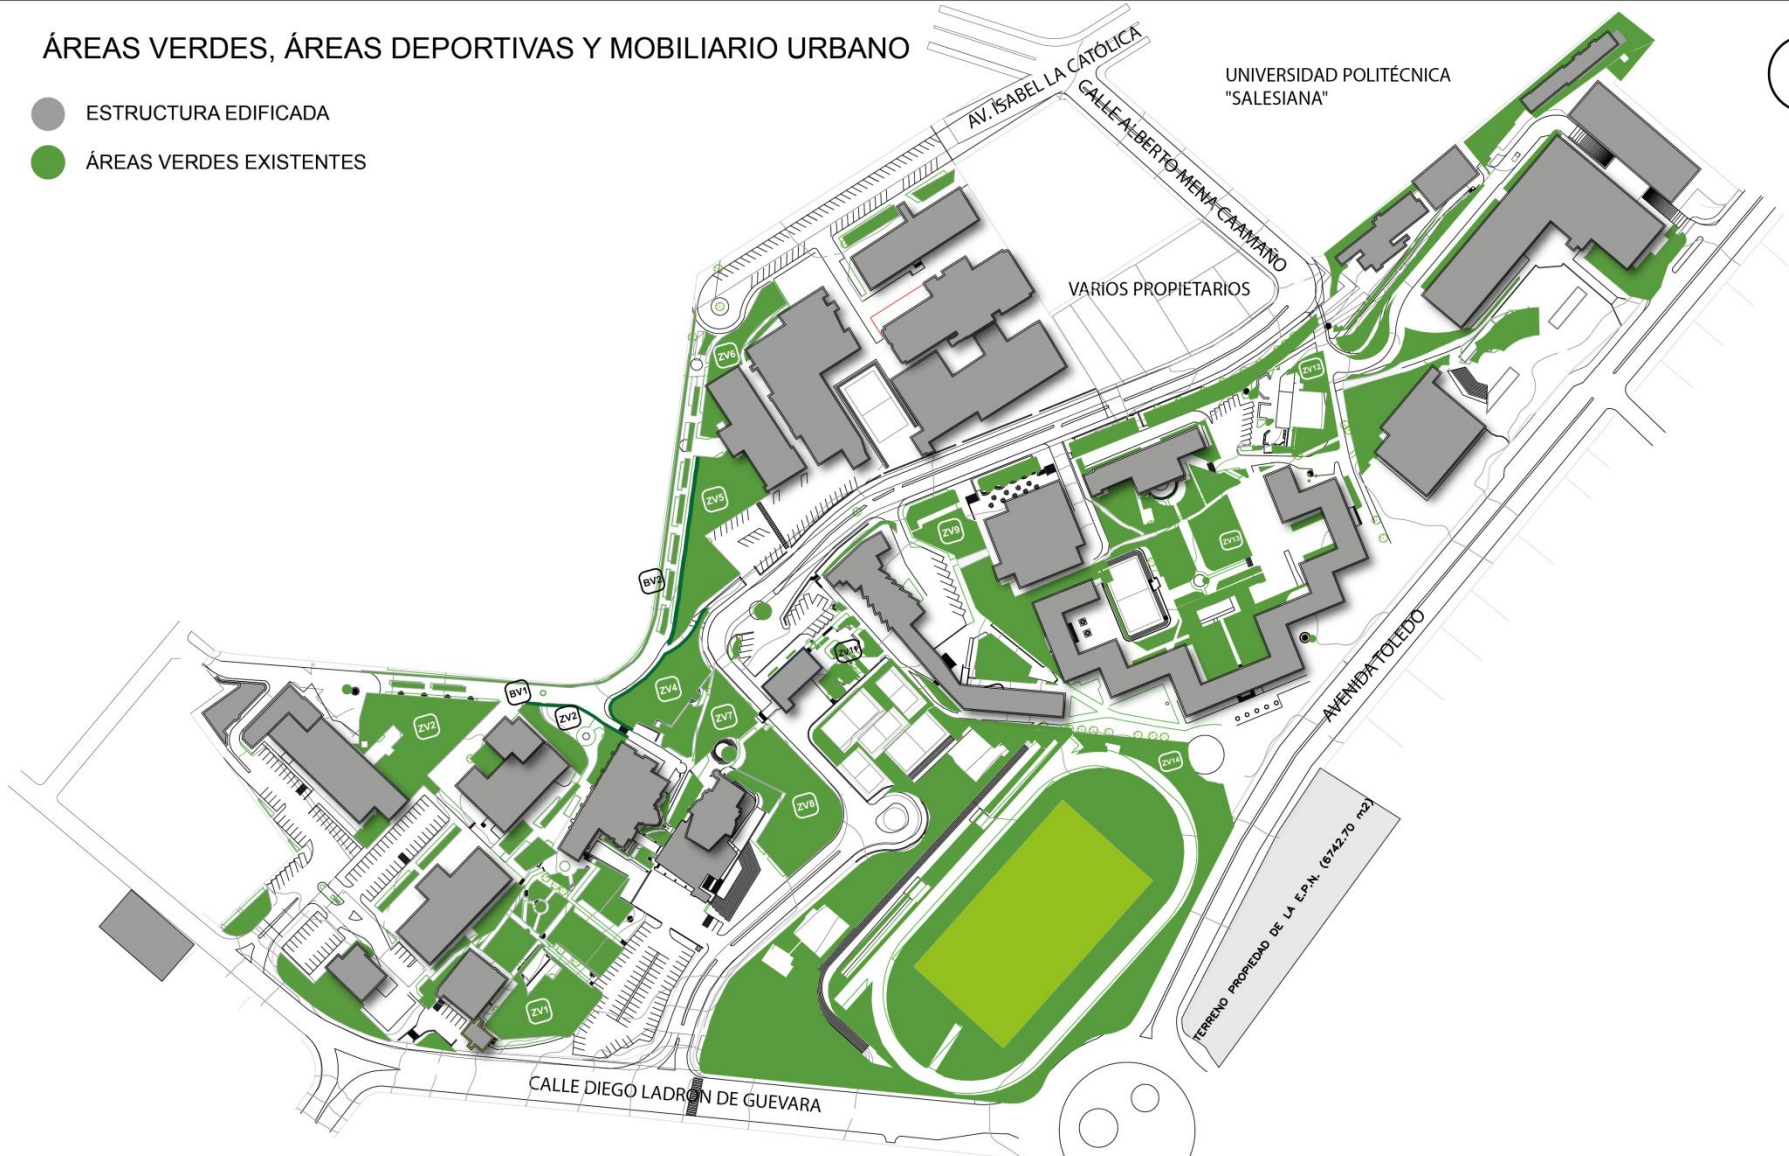 ÁREAS VERDES, ÁREAS DEPORTIVAS Y MOBILIARIO URBANO
ESTRUCTURA EDIFICADA
ÁREAS VERDES EXISTENTES
AV. ISABEL LA CATÓLICA
CALLE ALBERTO MENA CAAMAÑO
UNIVERSIDAD POLITÉCNICA
"SALESIANA"
VARIOS PROPIETARIOS
ZV6
ZV12
ZV5
ZV9
ZV13
BV2
ZV11
ZV4
BV1
ZV2
ZV2
ZV7
ZV14
ZV8
ZV1
AVENIDA TOLEDO
TERRENO PROPIEDAD DE LA E.P.N. (6742.70 m2)
CALLE DIEGO LADRÓN DE GUEVARA